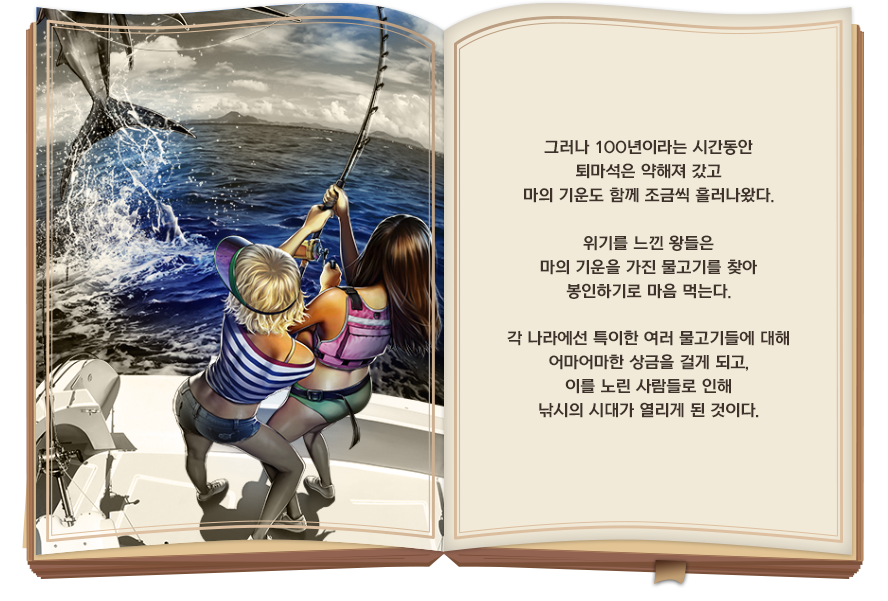 그러나 100년이라는 시간동안
퇴마석은 약해져 갔고
마의 기운도 함께 조금씩 흘러나왔다.
위기를 느낀 왕들은
마의 기운을 가진 물고기를 찾아
봉인하기로 마음 먹는다.
각 나라에선 특이한 여러 물고기들에 대해
어마어마한 상금을 걸게 되고,
이를 노린 사람들로 인해
낚시의 시대가 열리게 된 것이다.